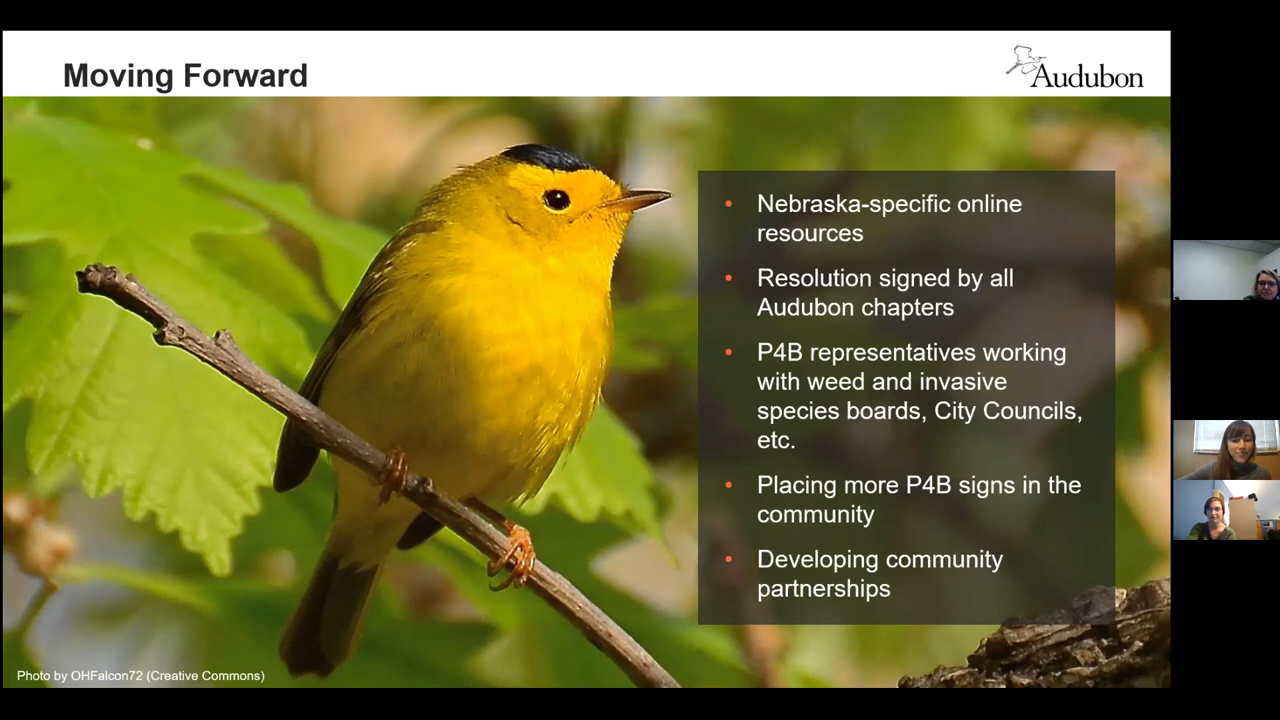 Moving Forward
Audubon
• Nebraska-specific online
resources
• Resolution signed by all
Audubon chapters
• P4B representatives working
with weed and invasive
species boards, City Councils,
etc.
• Placing more P4B signs in the
community
• Developing community
partnerships
Photo by OHFalcon72 (Creative Commons)